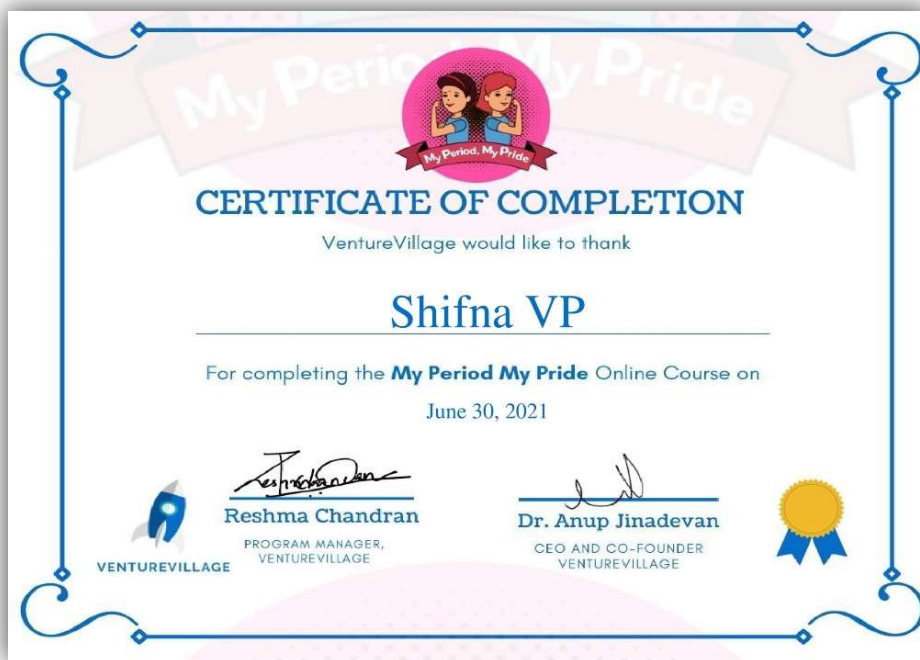 My Period, My Pride
My Period, My Pride
CERTIFICATE OF COMPLETION
VentureVillage would like to thank
Shifna VP
For completing the My Period My Pride Online Course on
June 30, 2021
Reshma Chandran
PROGRAM MANAGER,
VENTUREVILLAGE
Dr. Anup Jinadevan
CEO AND CO-FOUNDER
VENTUREVILLAGE
VENTUREVILLAGE